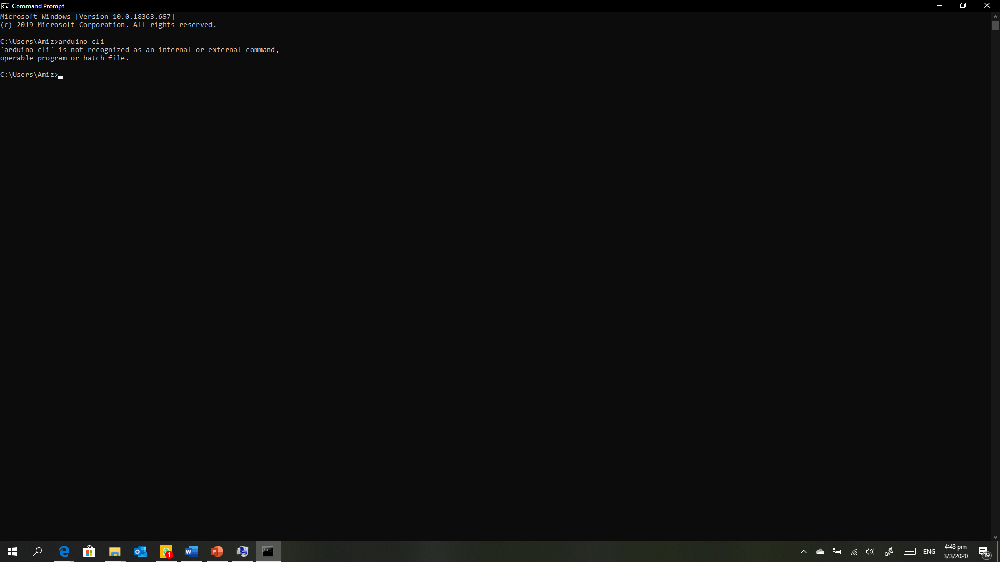 Command Prompt
Microsoft Windows [Version 10.0.18363.657]
(c) 2019 Microsoft Corporation. All rights reserved.
C:\Users\Amiz>arduino-cli
'arduino-cli' is not recognized as an internal or external command,
operable program or batch file.
C:\Users\Amiz>
1
ENG
4:43 pm
3/3/2020
19